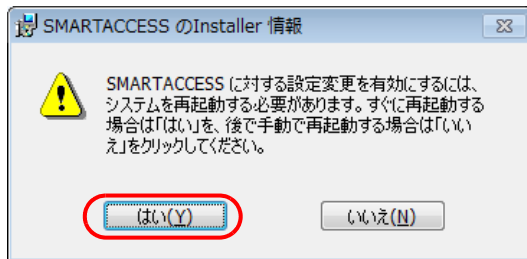 SMARTACCESS のInstaller 情報
SMARTACCESS に対する設定変更を有効にするには、
システムを再起動する必要があります。すぐに再起動する
場合は「はい」を、後で手動で再起動する場合は「いい
え」をクリックしてください。
はい(Y)
いいえ(N)